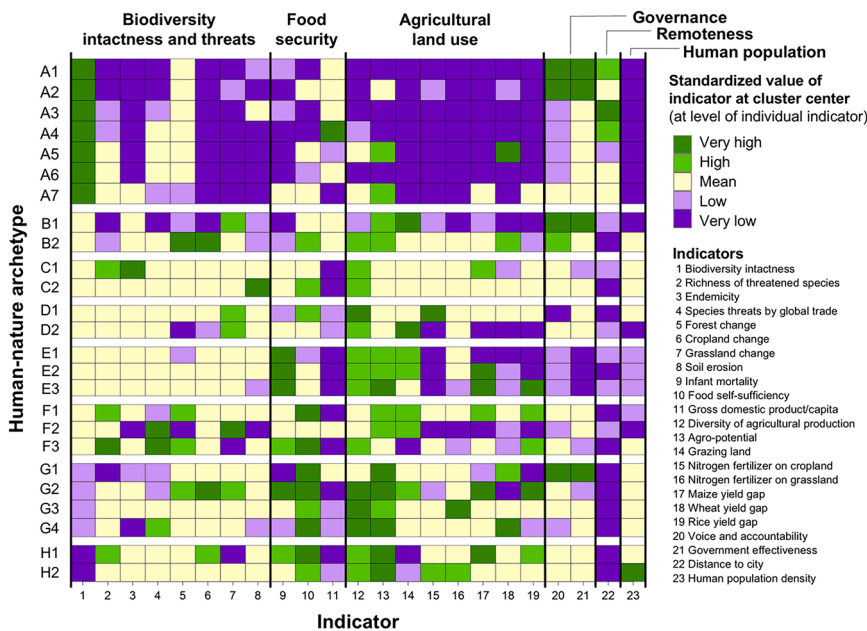 Biodiversity
intactness and threats
Food
security
Agricultural
land use
Governance
Remoteness
Human population
Human-nature archetype
A1
A2
A3
A4
A5
A6
A7
B1
B2
C1
C2
D1
D2
E1
E2
E3
F1
F2
F3
G1
G2
G3
G4
H1
H2
1 2 3 4 5 6 7 8 9 10 11 12 13 14 15 16 17 18 19 20 21 22 23
Indicator
Standardized value of
indicator at cluster center
(at level of individual indicator)
Very high
High
Mean
Low
Very low
Indicators
1 Biodiversity intactness
2 Richness of threatened species
3 Endemicity
4 Species threats by global trade
5 Forest change
6 Cropland change
7 Grassland change
8 Soil erosion
9 Infant mortality
10 Food self-sufficiency
11 Gross domestic product/capita
12 Diversity of agricultural production
13 Agro-potential
14 Grazing land
15 Nitrogen fertilizer on cropland
16 Nitrogen fertilizer on grassland
17 Maize yield gap
18 Wheat yield gap
19 Rice yield gap
20 Voice and accountability
21 Government effectiveness
22 Distance to city
23 Human population density